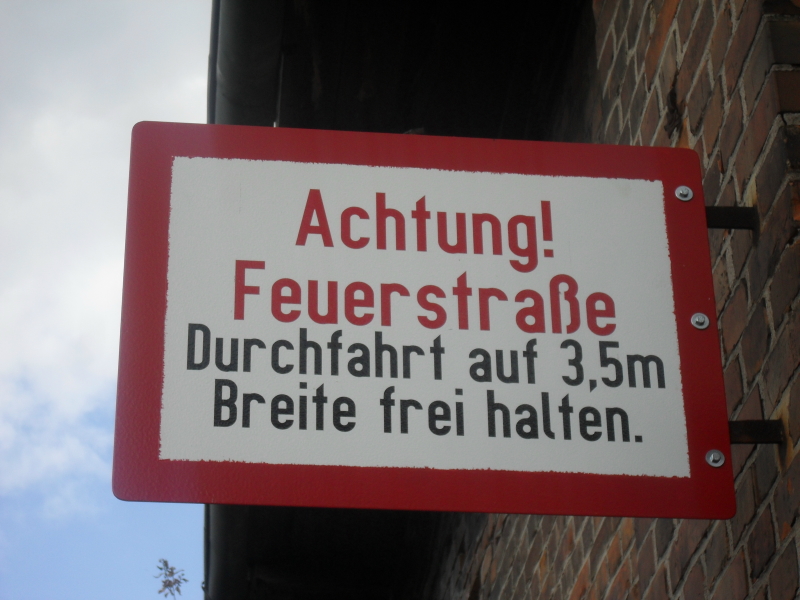 Achtung!
Feuerstraße
Durchfahrt auf 3,5m
Breite frei halten.